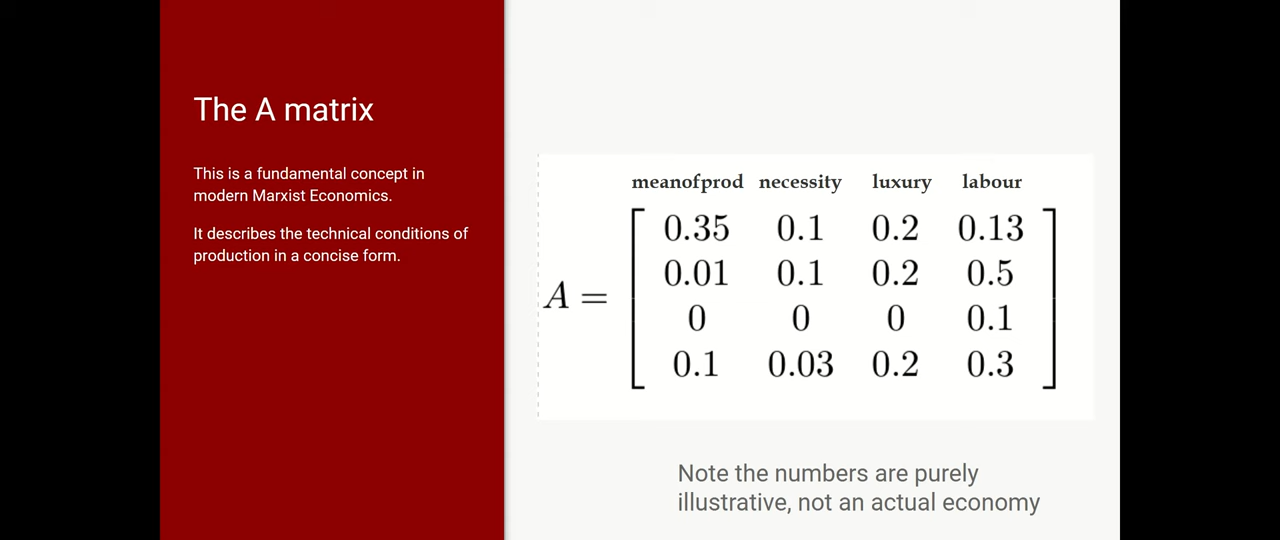 The A matrix
This is a fundamental concept in
modern Marxist Economics.
It describes the technical conditions of
production in a concise form.
meanofprod necessity luxury labour
0.35 0.1 0.2 0.13
0.01 0.1 0.2 0.5
A =
0 0 0 0.1
0.1 0.03 0.2 0.3
Note the numbers are purely
illustrative, not an actual economy